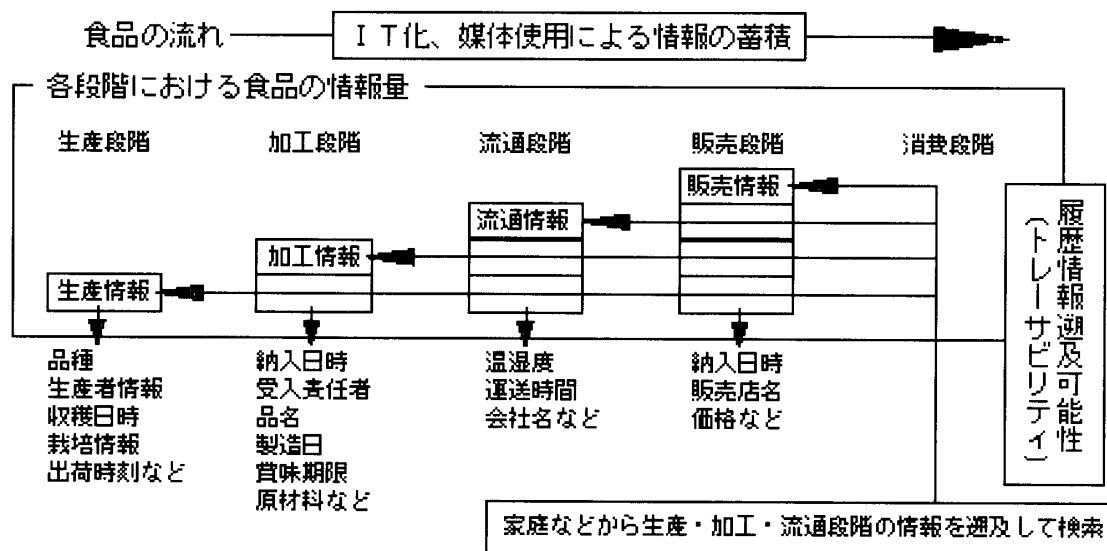 食品の流れ
ＩＴ化、媒体使用による情報の蓄積
各段階における食品の情報量
生産段階
加工段階
流通段階
販売段階
消費段階
販売情報
流通情報
加工情報
生産情報
品種
生産者情報
収穫日時
栽培情報
出荷時刻など
納入日時
受入責任者
品名
製造日
賞味期限
原材料など
温湿度
運送時間
会社名など
納入日時
販売店名
価格など
履歴情報遡及可能性
（トレーサビリティ）
家庭などから生産・加工・流通段階の情報を遡及して検索